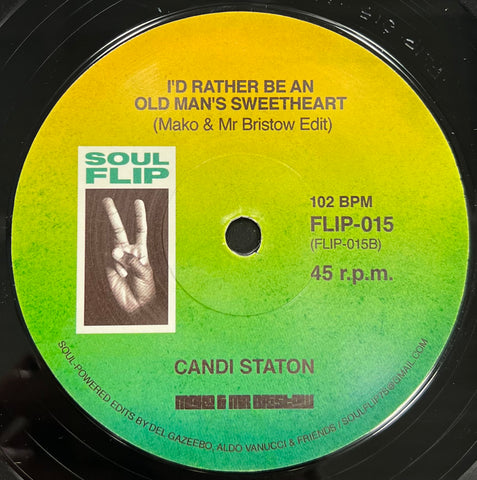 I'D RATHER BE AN
OLD MAN'S SWEETHEART
(Mako & Mr Bristow Edit)
SOUL
FLIP
102 BPM
FLIP-015
(FLIP-015B)
45 r.p.m.
CANDI STATON
MAKO & MR BRISTOW
SOUL-POWERED EDITS BY DEL GAZEEBO, ALDO VANUCCI & FRIENDS / SOULFLIP75@GMAIL.COM